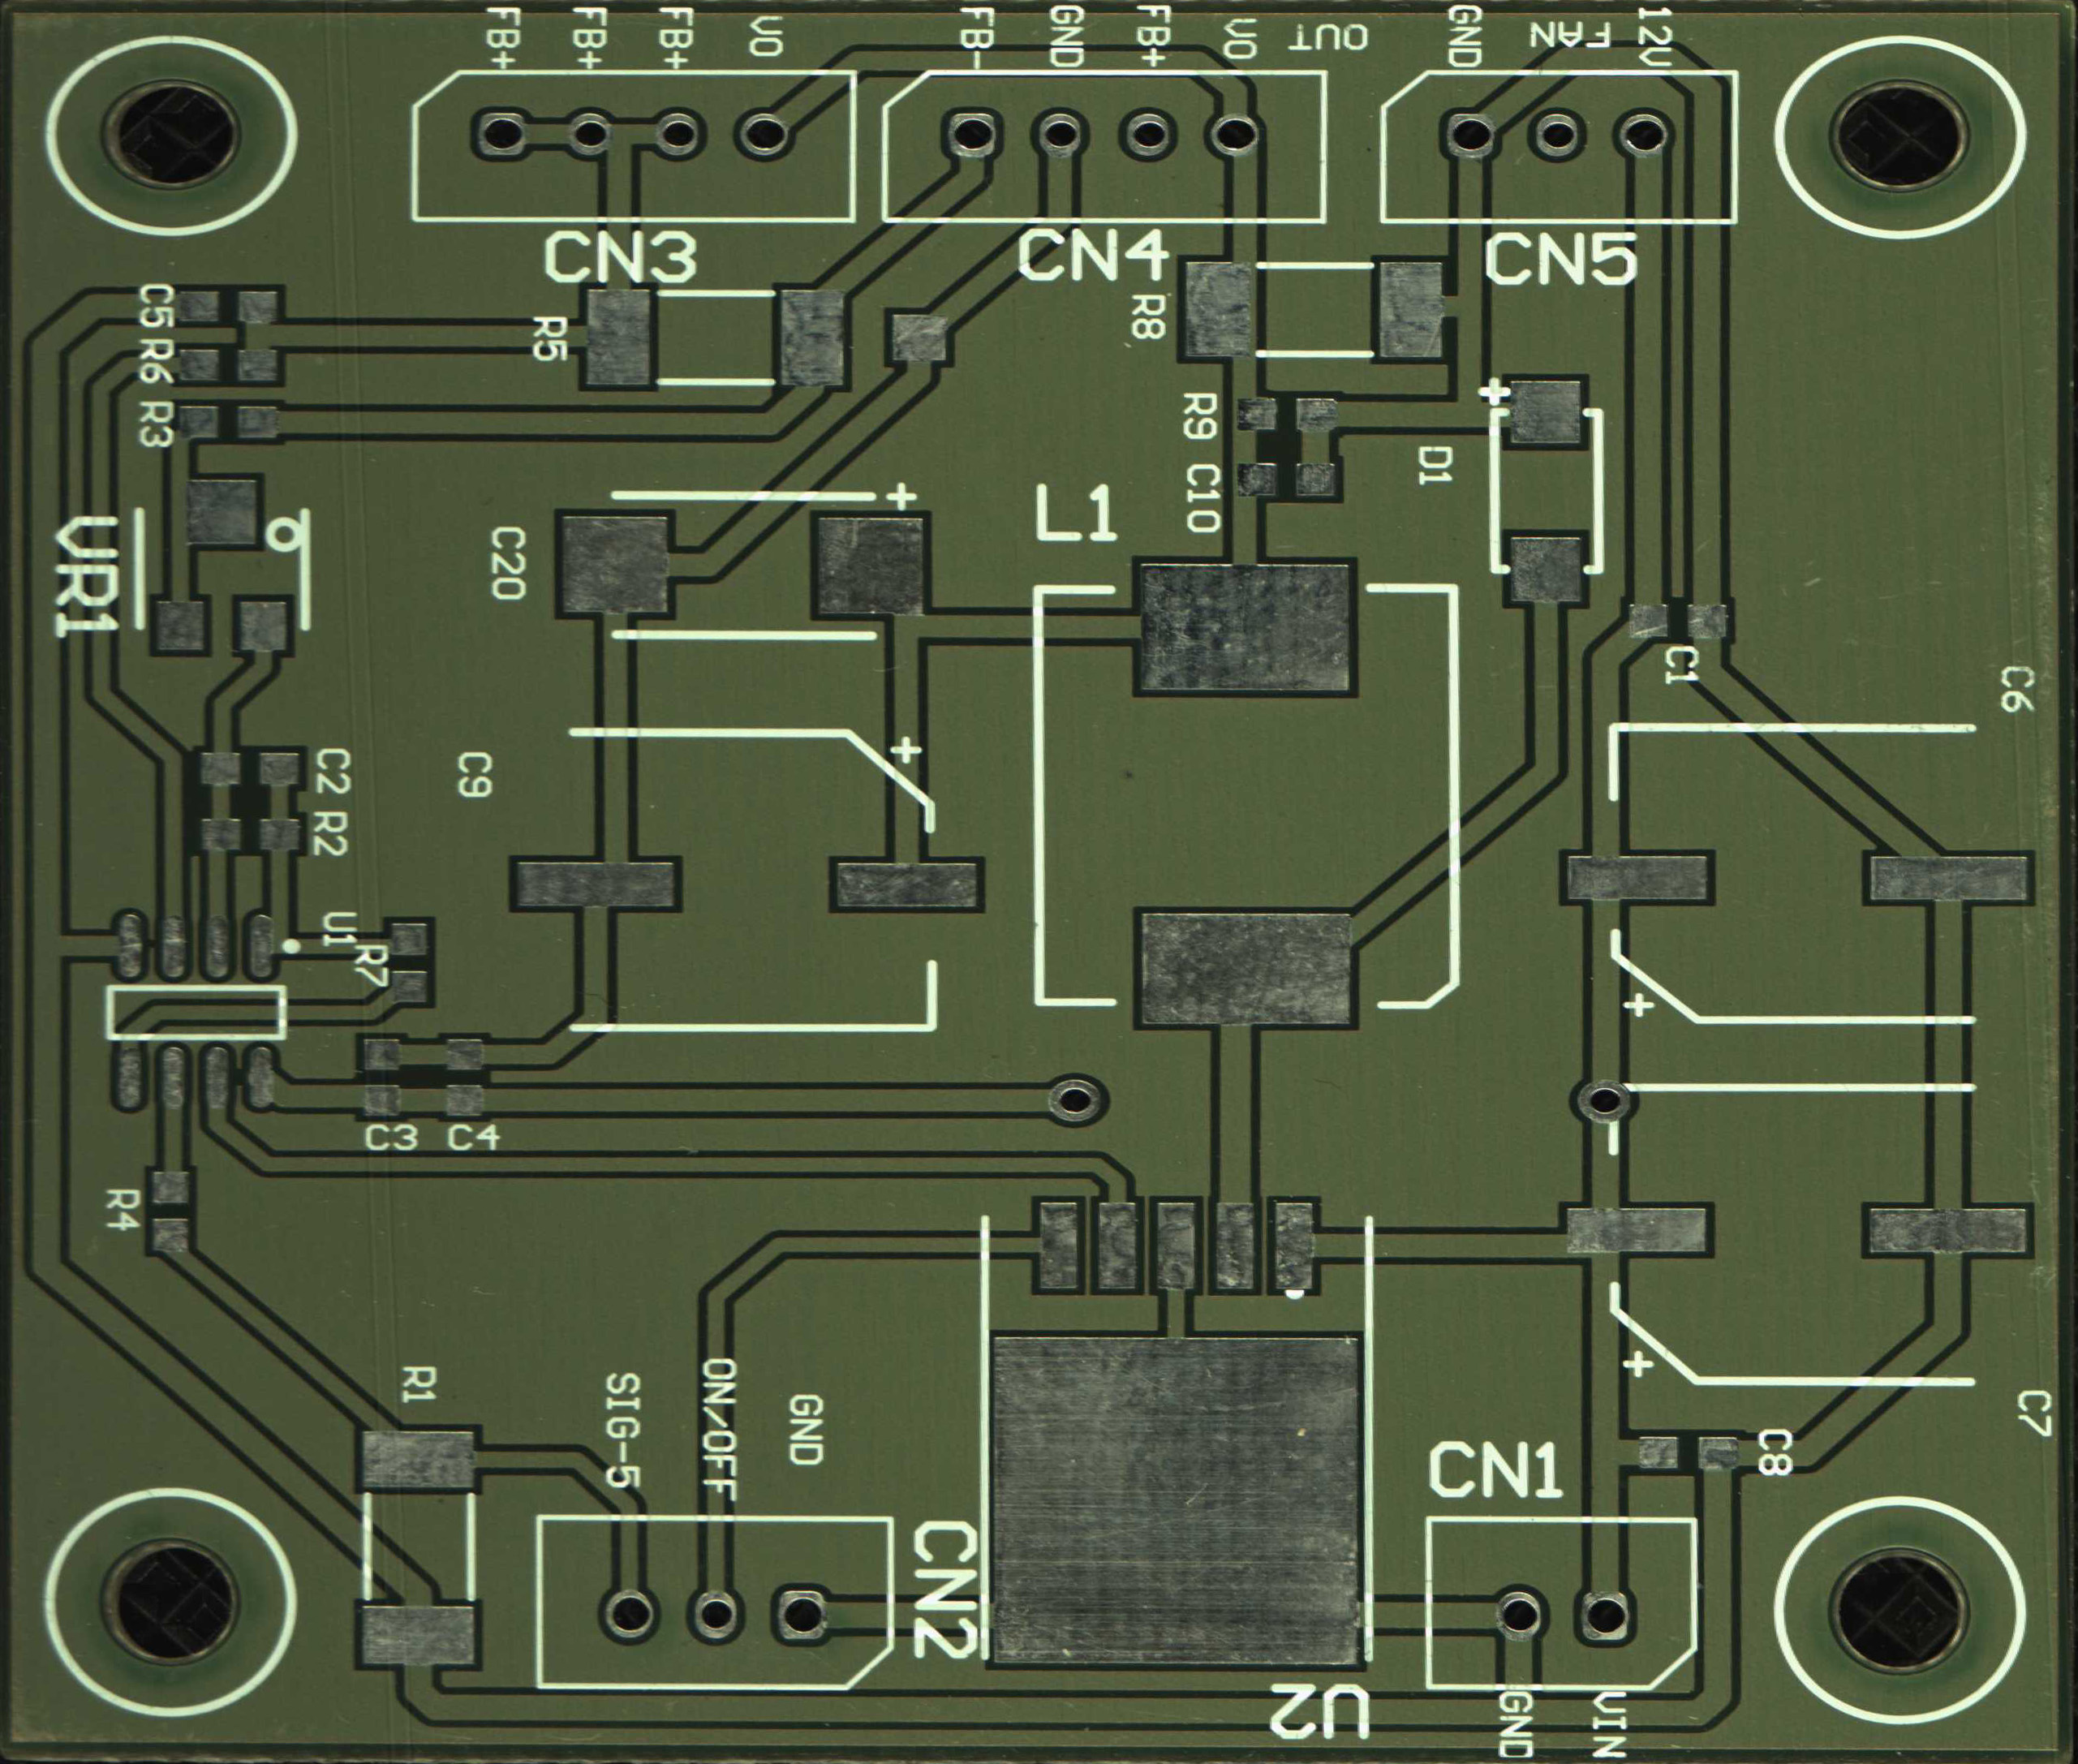 FB+
FB+
FB+
VO
FB-
GND
FB+
VO
OUT
GND
FAN
12V
CN3
CN4
CN5
C5
R6
R3
R5
R8
R9
C10
D1
L1
C20
VR1
C1
C6
C2
R2
C9
U1
R7
C3
C4
R4
R1
SIG-5
ON/OFF
GND
CN2
CN1
C8
C7
U2
GND
VIN